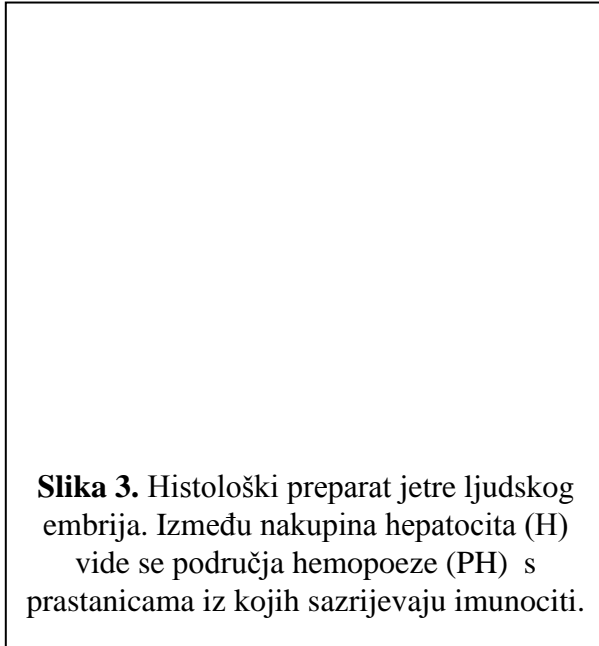 Slika 3. Histološki preparat jetre ljudskog
embrija. Između nakupina hepatocita (H)
vide se područja hemopoeze (PH)  s
prastanicama iz kojih sazrijevaju imunociti.